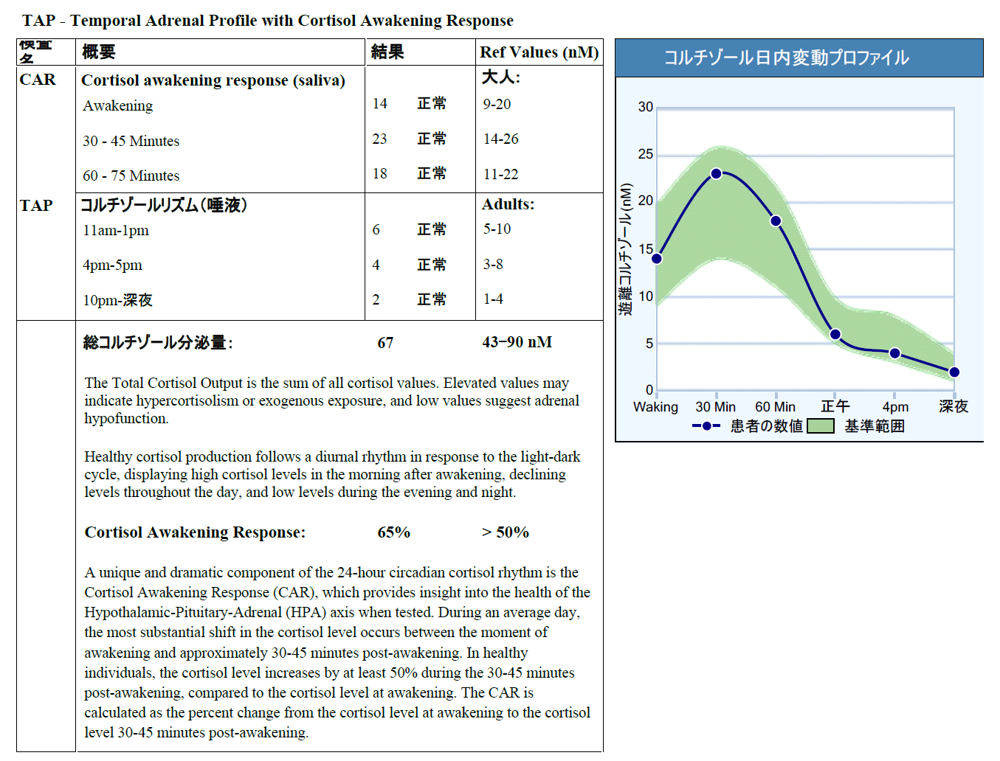 TAP - Temporal Adrenal Profile with Cortisol Awakening Response
検査名 概要 結果 Ref Values (nM)
CAR Cortisol awakening response (saliva) 大人:
Awakening 14 正常 9-20
30 - 45 Minutes 23 正常 14-26
60 - 75 Minutes 18 正常 11-22
TAP コルチゾールリズム（唾液） Adults:
11am-1pm 6 正常 5-10
4pm-5pm 4 正常 3-8
10pm-深夜 2 正常 1-4
総コルチゾール分泌量： 67 43–90 nM
The Total Cortisol Output is the sum of all cortisol values. Elevated values may
indicate hypercortisolism or exogenous exposure, and low values suggest adrenal
hypofunction.
Healthy cortisol production follows a diurnal rhythm in response to the light-dark
cycle, displaying high cortisol levels in the morning after awakening, declining
levels throughout the day, and low levels during the evening and night.
Cortisol Awakening Response: 65% > 50%
A unique and dramatic component of the 24-hour circadian cortisol rhythm is the
Cortisol Awakening Response (CAR), which provides insight into the health of the
Hypothalamic-Pituitary-Adrenal (HPA) axis when tested. During an average day,
the most substantial shift in the cortisol level occurs between the moment of
awakening and approximately 30-45 minutes post-awakening. In healthy
individuals, the cortisol level increases by at least 50% during the 30-45 minutes
post-awakening, compared to the cortisol level at awakening. The CAR is
calculated as the percent change from the cortisol level at awakening to the cortisol
level 30-45 minutes post-awakening.
コルチゾール日内変動プロファイル
遊離コルチゾール(nM)
30
25
20
15
10
5
0
Waking 30 Min 60 Min 正午 4pm 深夜
患者の数値 基準範囲